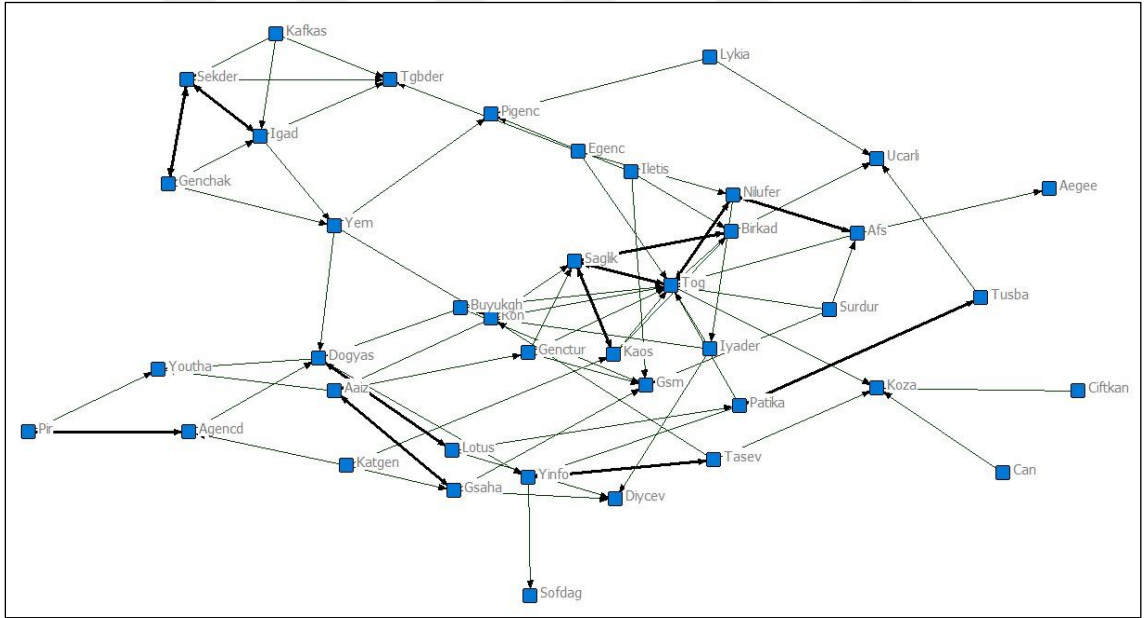 Kafkas
Lykia
Sekder
Tgbder
Pigenc
Igad
Egenc
Ucarli
Iletis
Genchak
Aegee
Nilufer
Yem
Birkad
Afs
Saglik
Tog
Tusba
Buyukgh
Surdur
Roh
Iyader
Genctur
Kaos
Dogyas
Youtha
Gsm
Aaiz
Koza
Ciftkan
Patika
Pir
Agencd
Lotus
Tasev
Katgen
Can
Yinfo
Gsaha
Diycev
Sofdag